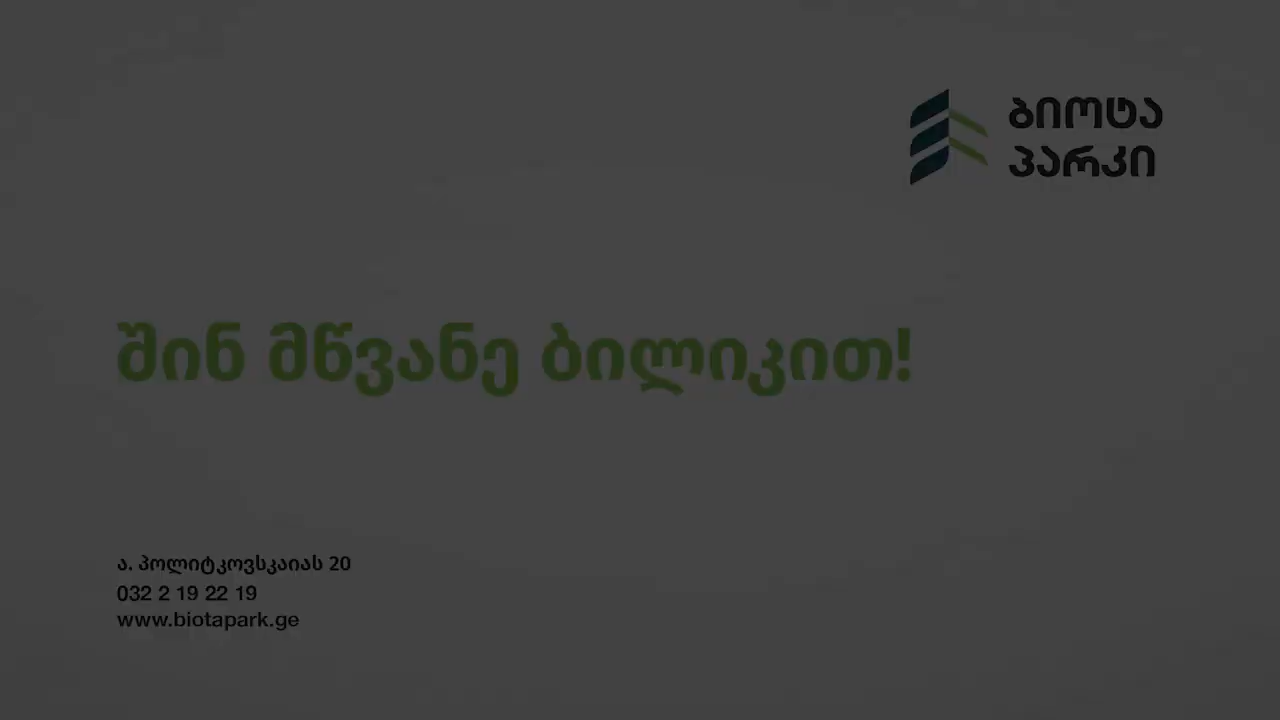 ბიოტა
პარკი
შინ მწვანე ბილიკით!
ა. პოლიტკოვსკაიას 20
032 2 19 22 19
www.biotapark.ge